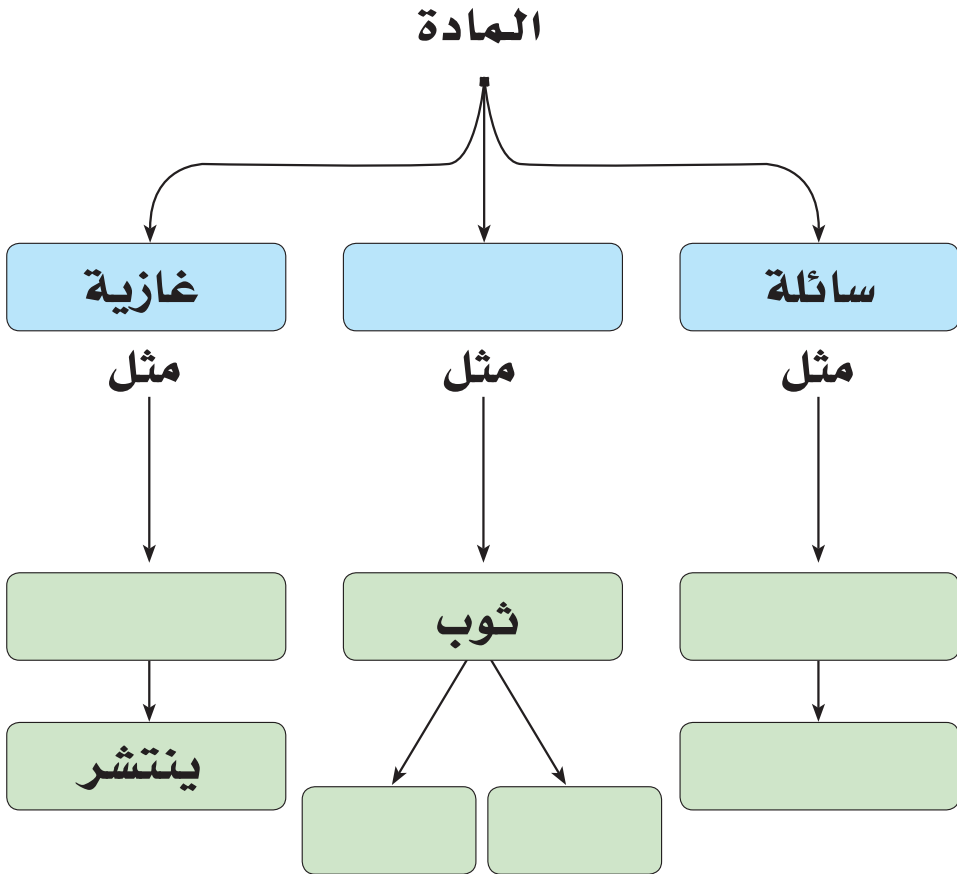 المادة
سائلة
غازية
مثل
مثل
مثل
ثوب
ينتشر